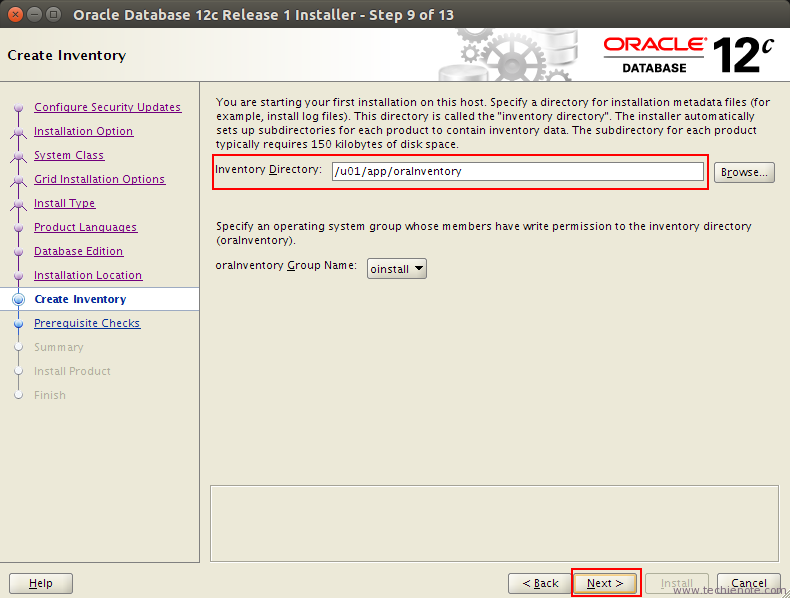 Oracle Database 12c Release 1 Installer - Step 9 of 13
Create Inventory
ORACLE®
DATABASE
12c
Configure Security Updates
Installation Option
System Class
Grid Installation Options
Install Type
Product Languages
Database Edition
Installation Location
Create Inventory
Prerequisite Checks
Summary
Install Product
Finish
You are starting your first installation on this host. Specify a directory for installation metadata files (for
example, install log files). This directory is called the "inventory directory". The installer automatically
sets up subdirectories for each product to contain inventory data. The subdirectory for each product
typically requires 150 kilobytes of disk space.
Inventory Directory: /u01/app/oraInventory Browse...
Specify an operating system group whose members have write permission to the inventory directory
(oraInventory).
oraInventory Group Name: oinstall
Help < Back Next > Install Cancel
www.techienote.com